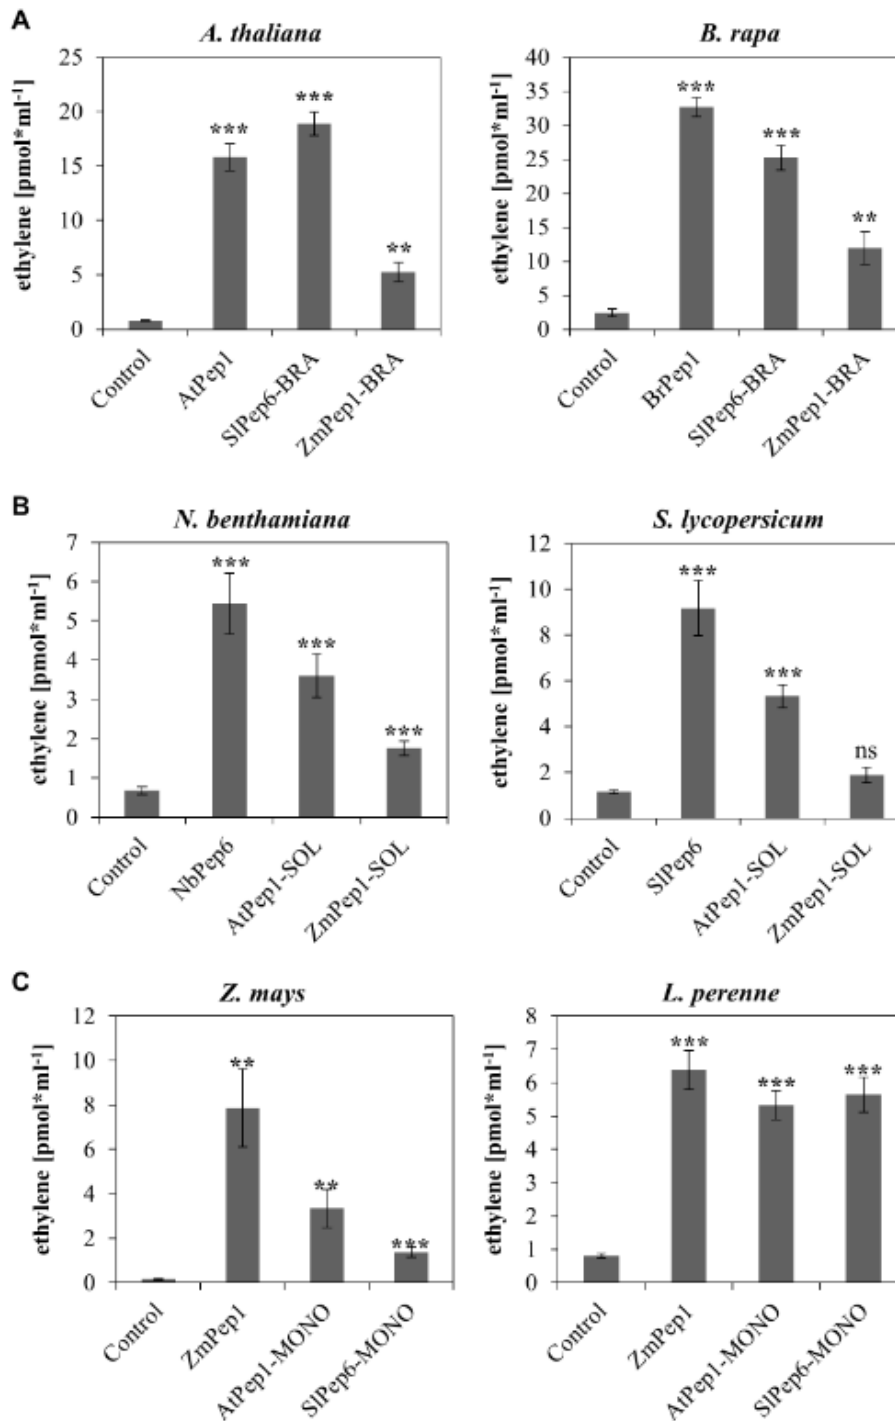 A
A. thaliana
ethylene [pmol*ml⁻¹]
25
20
15
10
5
0
***
***
**
Control
AtPep1
SlPep6-BRA
ZmPep1-BRA
B. rapa
ethylene [pmol*ml⁻¹]
40
35
30
25
20
15
10
5
0
***
***
**
Control
BrPep1
SlPep6-BRA
ZmPep1-BRA
B
N. benthamiana
ethylene [pmol*ml⁻¹]
7
6
5
4
3
2
1
0
***
***
***
Control
NbPep6
AtPep1-SOL
ZmPep1-SOL
S. lycopersicum
ethylene [pmol*ml⁻¹]
12
10
8
6
4
2
0
***
***
ns
Control
SlPep6
AtPep1-SOL
ZmPep1-SOL
C
Z. mays
ethylene [pmol*ml⁻¹]
12
10
8
6
4
2
0
**
**
***
Control
ZmPep1
AtPep1-MONO
SlPep6-MONO
L. perenne
ethylene [pmol*ml⁻¹]
8
7
6
5
4
3
2
1
0
***
***
***
Control
ZmPep1
AtPep1-MONO
SlPep6-MONO